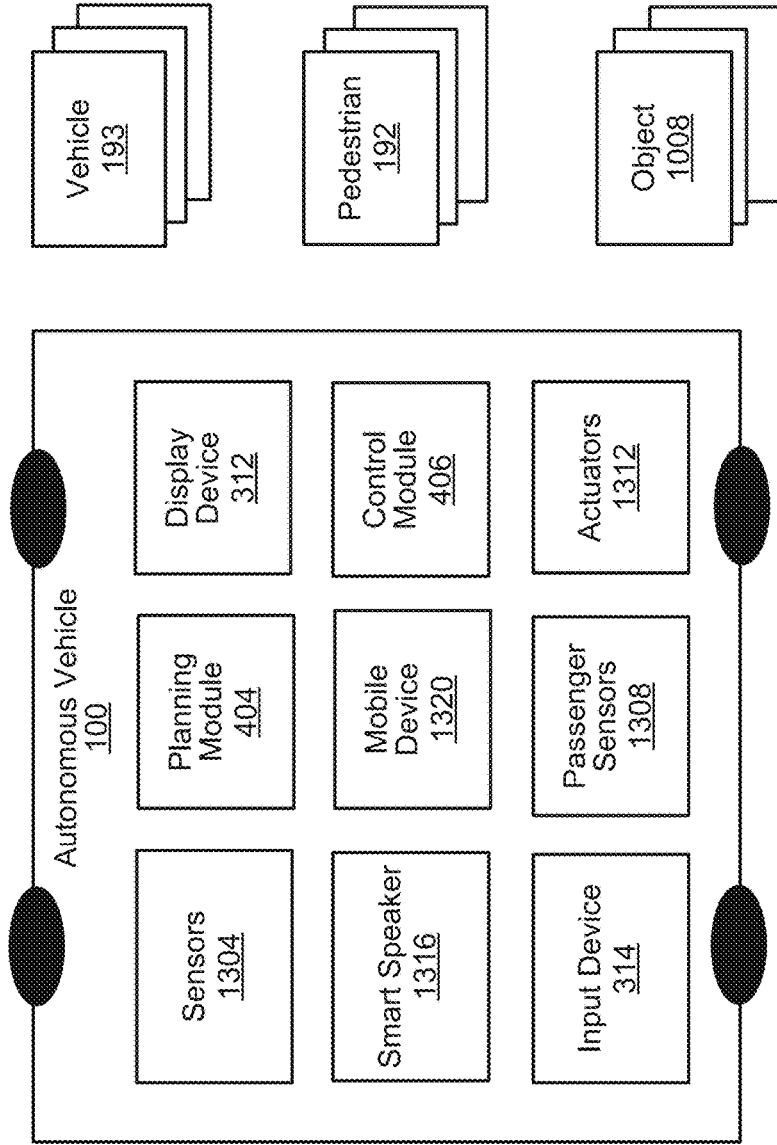 Autonomous Vehicle
100
Sensors
1304
Planning
Module
404
Display
Device
312
Smart Speaker
1316
Mobile
Device
1320
Control
Module
406
Input Device
314
Passenger
Sensors
1308
Actuators
1312
Vehicle
193
Pedestrian
192
Object
1008